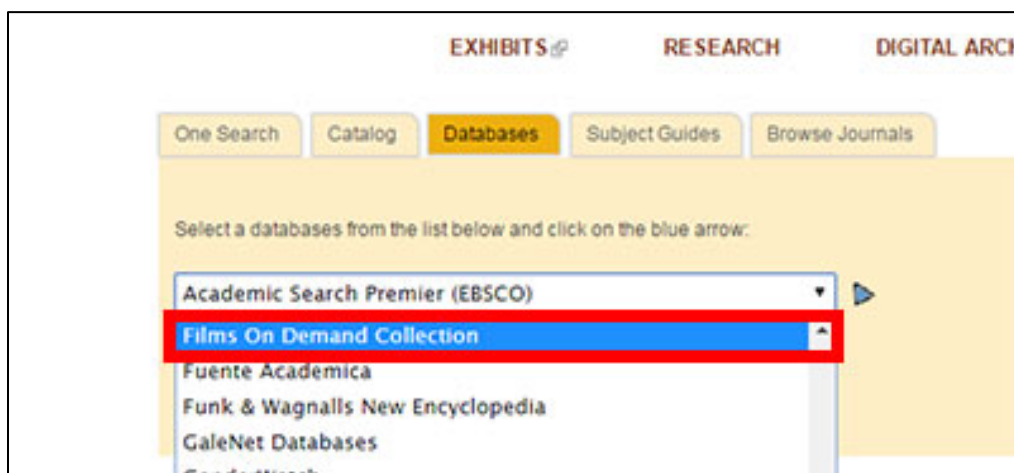 EXHIBITS RESEARCH DIGITAL ARCH
One Search Catalog Databases Subject Guides Browse Journals
Select a databases from the list below and click on the blue arrow:
Academic Search Premier (EBSCO)
Films On Demand Collection
Fuente Academica
Funk & Wagnalls New Encyclopedia
GaleNet Databases